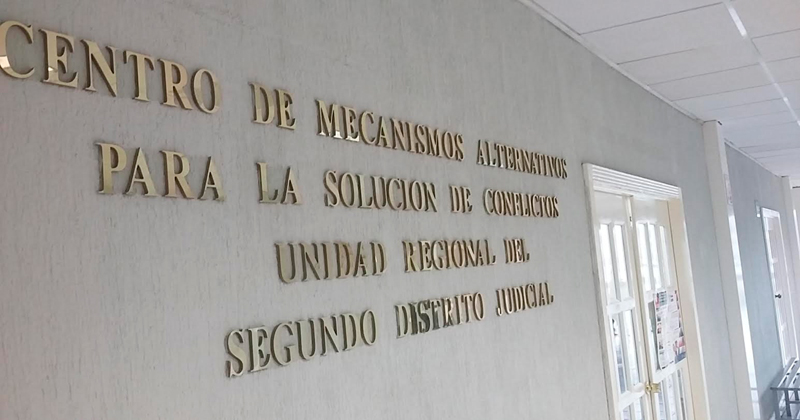 CENTRO DE MECANISMOS ALTERNATIVOS
PARA LA SOLUCION DE CONFLICTOS
UNIDAD REGIONAL DEL
SEGUNDO DISTRITO JUDICIAL